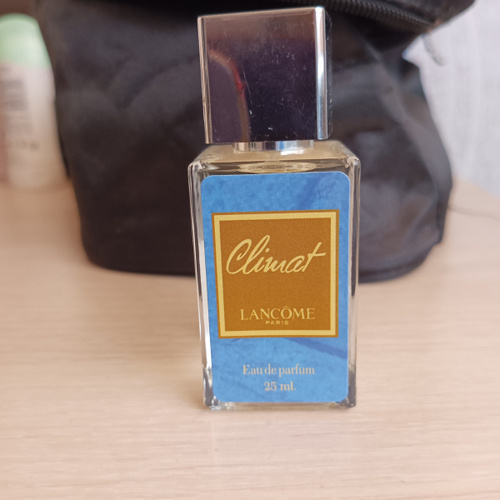 Climat
LANCÔME
PARIS
Eau de parfum
25 ml.